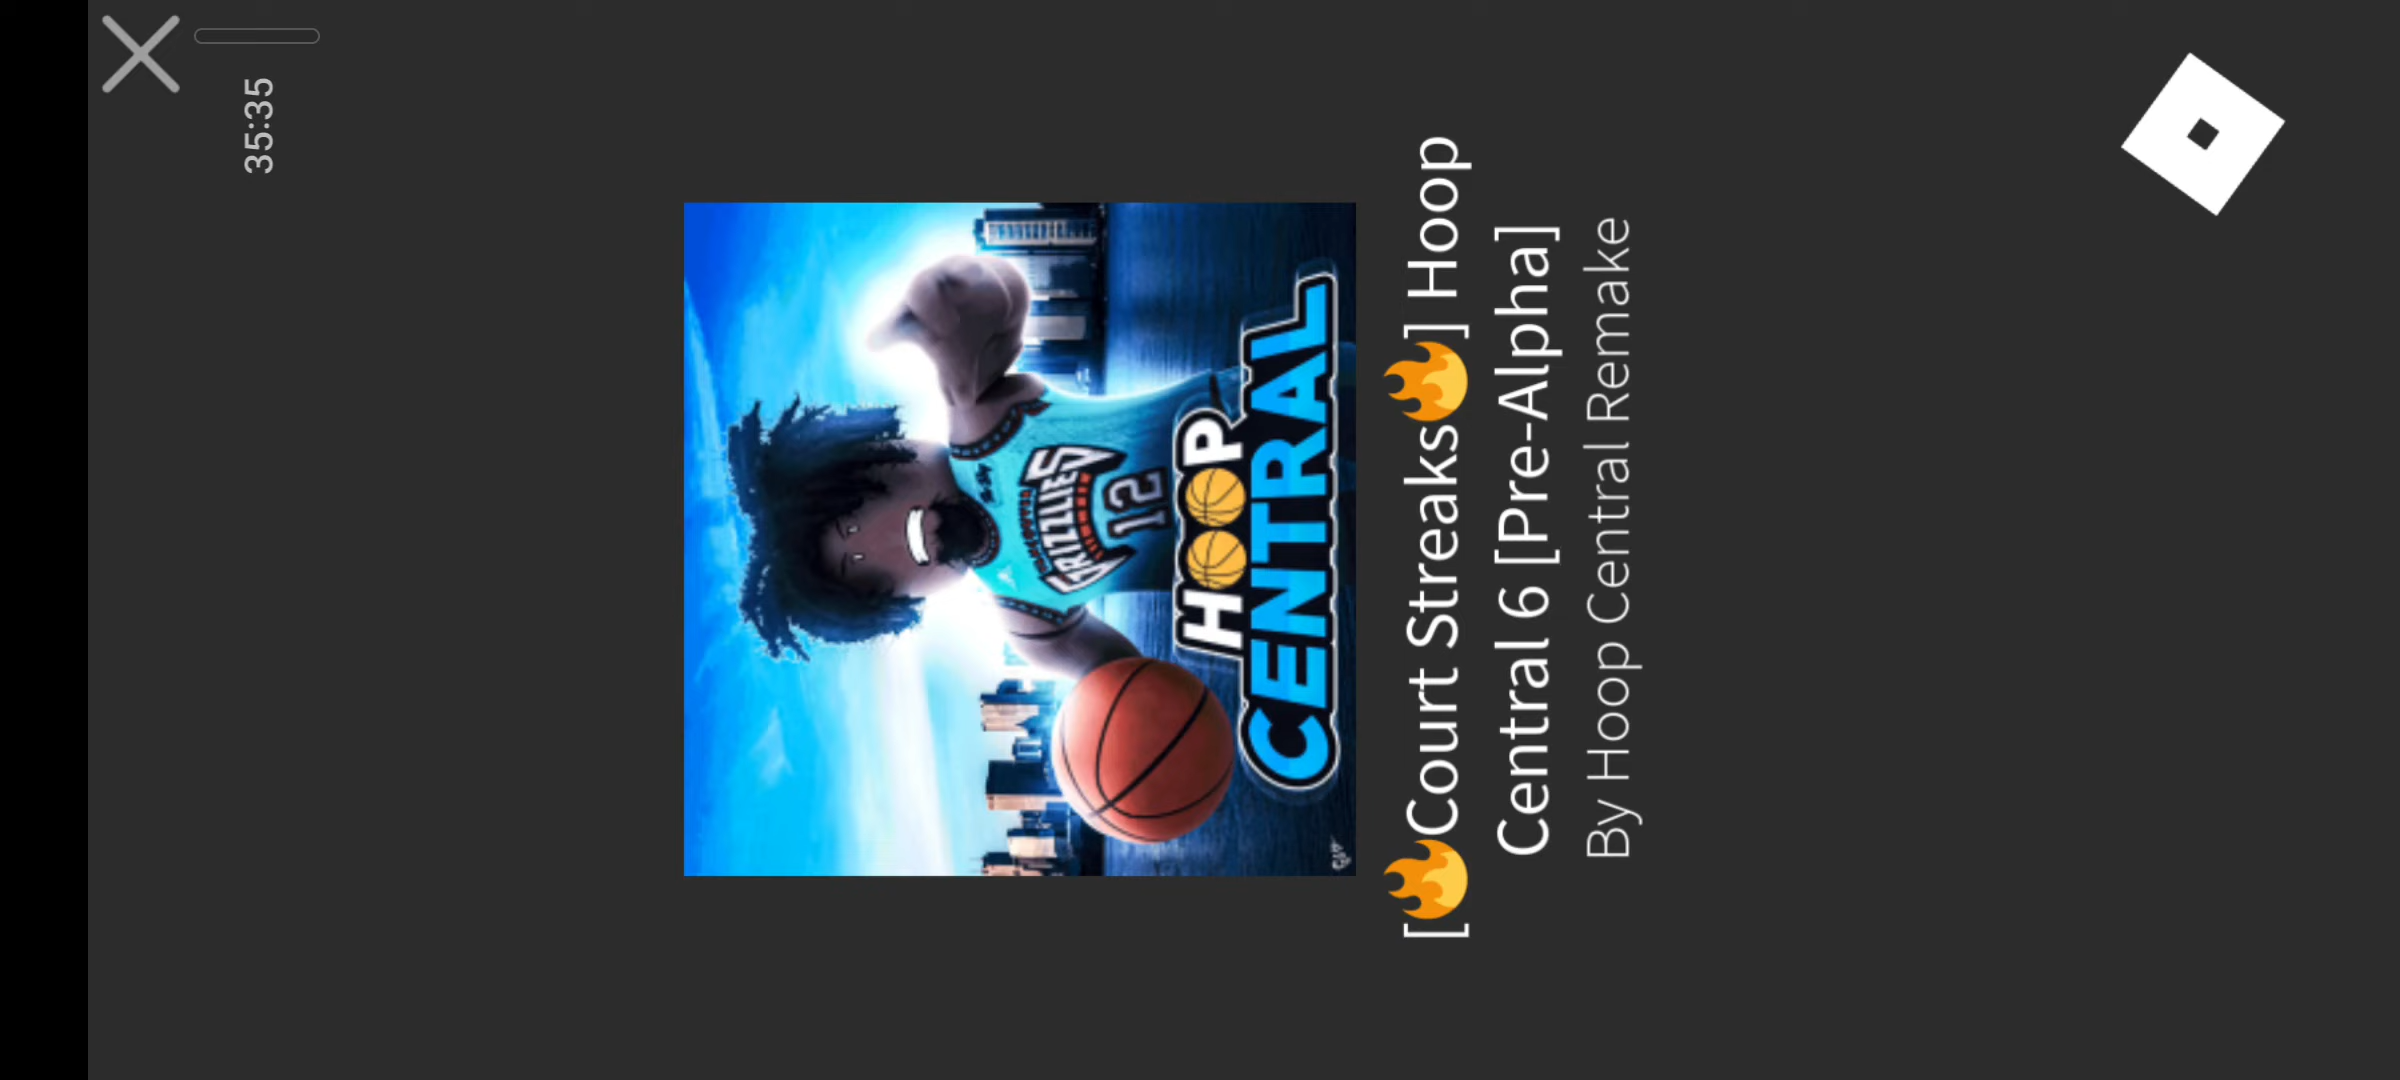 35:35
GRIZZLIES
12
HOOP
CENTRAL
[🔥Court Streaks🔥] Hoop
Central 6 [Pre-Alpha]
By Hoop Central Remake